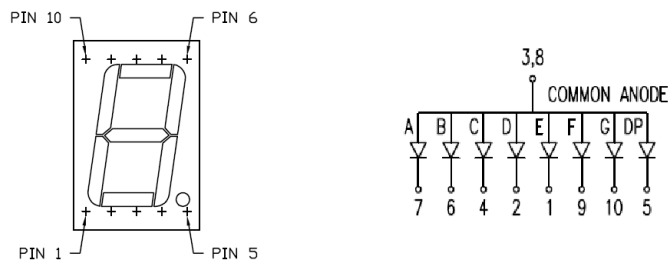 PIN 10
PIN 6
PIN 1
PIN 5
3,8
COMMON ANODE
A B C D E F G DP
7 6 4 2 1 9 10 5